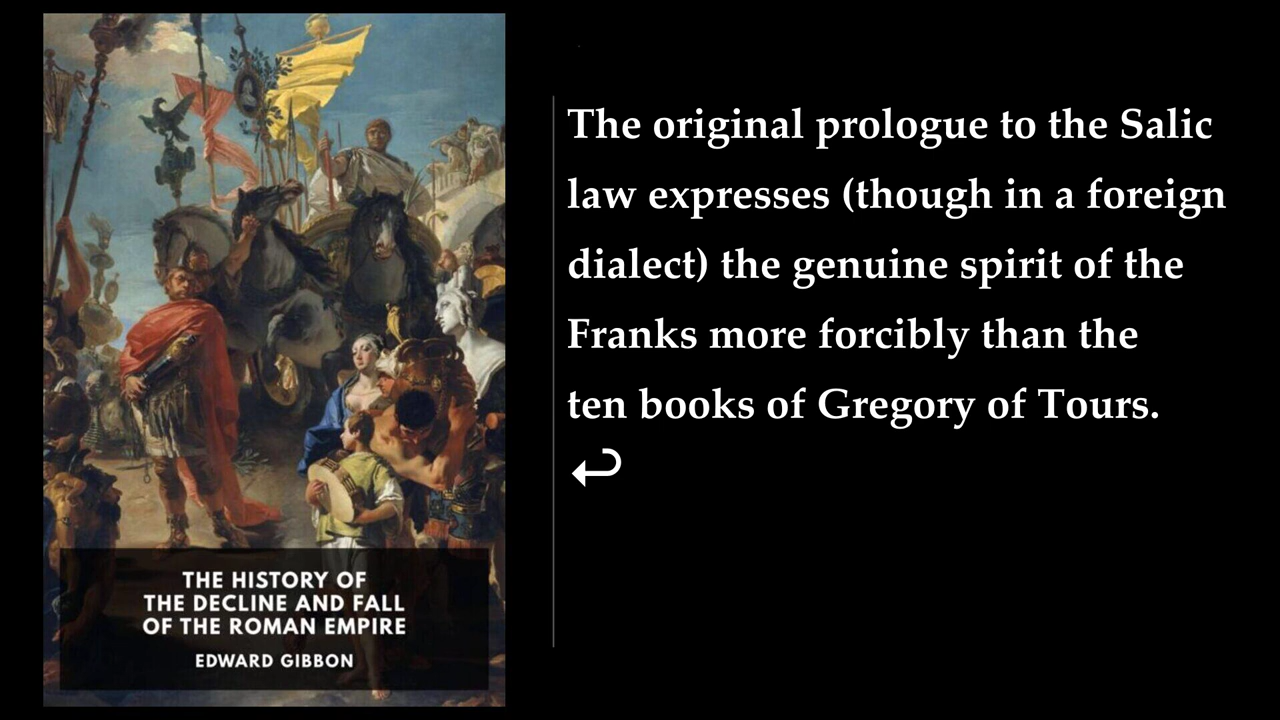 The original prologue to the Salic
law expresses (though in a foreign
dialect) the genuine spirit of the
Franks more forcibly than the
ten books of Gregory of Tours.
↩
THE HISTORY OF
THE DECLINE AND FALL
OF THE ROMAN EMPIRE
EDWARD GIBBON